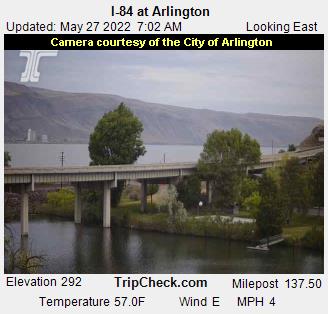 I-84 at Arlington
Updated: May 27 2022 7:02 AM Looking East
Camera courtesy of the City of Arlington
Elevation 292 TripCheck.com Milepost 137.50
Temperature 57.0F Wind E MPH 4